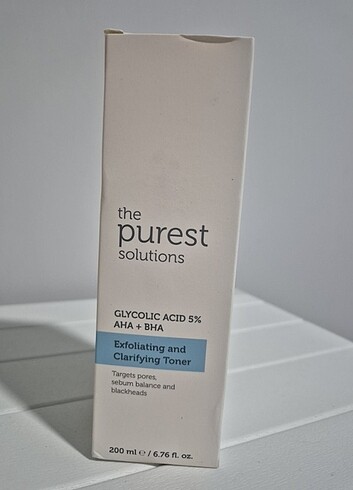 the
purest
solutions
GLYCOLIC ACID 5%
AHA + BHA
Exfoliating and
Clarifying Toner
Targets pores,
sebum balance and
blackheads
200 ml ℮ / 6.76 fl. oz.